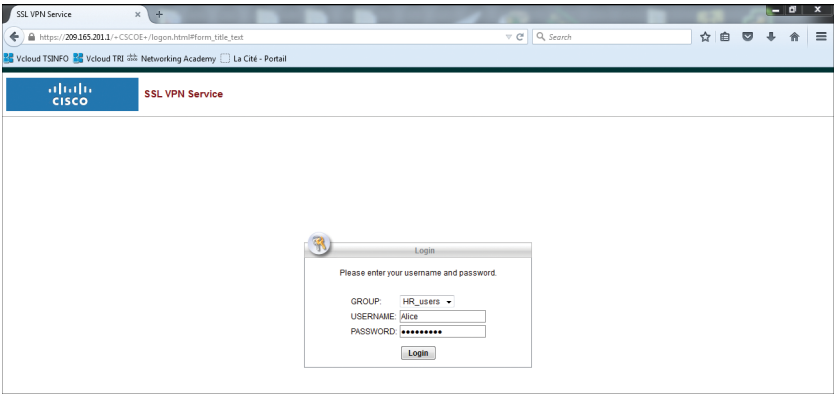 SSL VPN Service
https://209.165.201.1/+CSCOE+/logon.html#form_title_text
Search
Vcloud TSINFO Vcloud TRI Networking Academy La Cité - Portail
CISCO
SSL VPN Service
Login
Please enter your username and password.
GROUP: HR_users
USERNAME: Alice
PASSWORD: •••••••••
Login